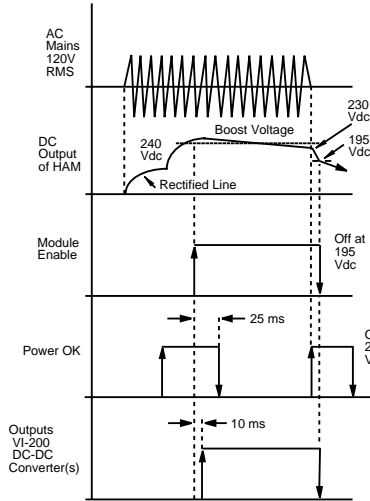 AC
Mains
120V
RMS
DC
Output
of HAM
240
Vdc
Boost Voltage
230
Vdc
195
Vdc
Rectified Line
Module
Enable
Off at
195
Vdc
25 ms
Power OK
Outputs
VI-200
DC-DC
Converter(s)
10 ms